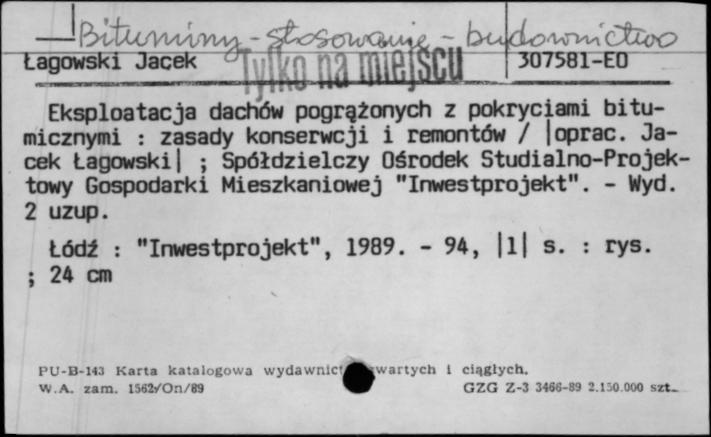 Bituminy - stosowanie - budownictwo
Łagowski Jacek Tylko na miejscu 307581-EO
Eksploatacja dachów pogrążonych z pokryciami bitu-
micznymi : zasady konserwcji i remontów / |oprac. Ja-
cek Łagowski| ; Spółdzielczy Ośrodek Studialno-Projek-
towy Gospodarki Mieszkaniowej "Inwestprojekt". - Wyd.
2 uzup.
Łódź : "Inwestprojekt", 1989. - 94, |1| s. : rys.
; 24 cm
PU-B-143 Karta katalogowa wydawnict wartych i ciągłych.
W.A. zam. 1562/On/89 GZG Z-3 3466-89 2.150.000 szt.